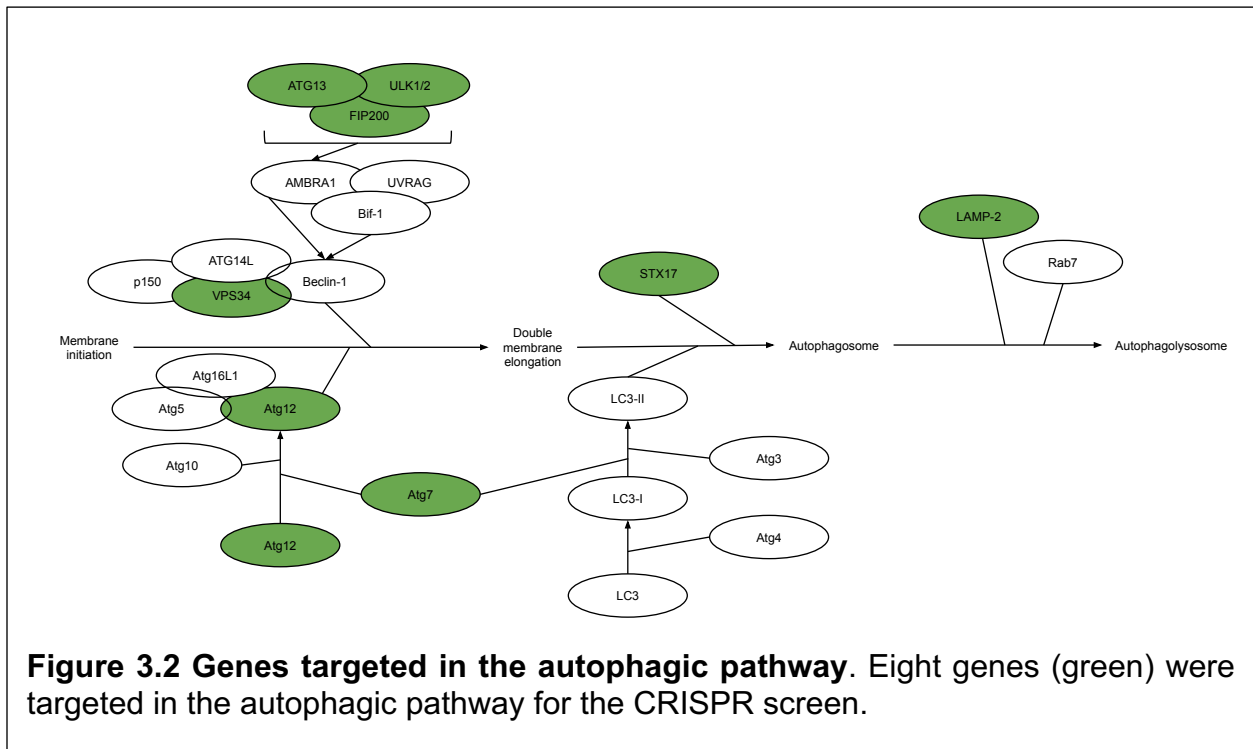 ATG13
ULK1/2
FIP200
AMBRA1
UVRAG
Bif-1
ATG14L
p150
VPS34
Beclin-1
STX17
LAMP-2
Rab7
Membrane
initiation
Double
membrane
elongation
Autophagosome
Autophagolysosome
Atg16L1
Atg5
Atg12
LC3-II
Atg10
Atg3
Atg7
LC3-I
Atg12
Atg4
LC3
Figure 3.2 Genes targeted in the autophagic pathway. Eight genes (green) were
targeted in the autophagic pathway for the CRISPR screen.